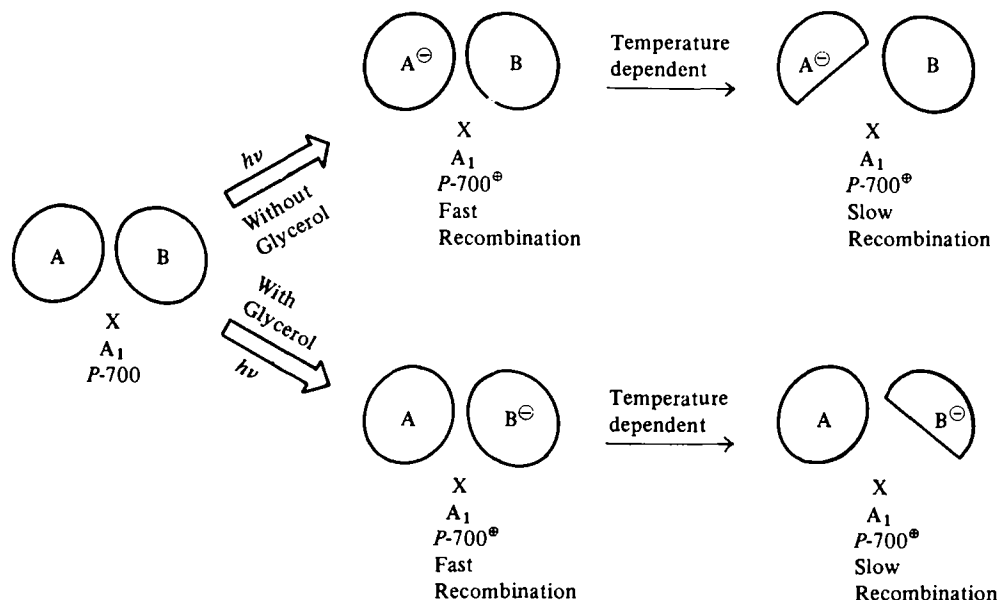 A⊖ B
X
A₁
P-700⊕
Fast
Recombination
Temperature
dependent
A⊖ B
X
A₁
P-700⊕
Slow
Recombination
hν
Without
Glycerol
A B
X
A₁
P-700
With
Glycerol
hν
A B⊖
X
A₁
P-700⊕
Fast
Recombination
Temperature
dependent
A B⊖
X
A₁
P-700⊕
Slow
Recombination